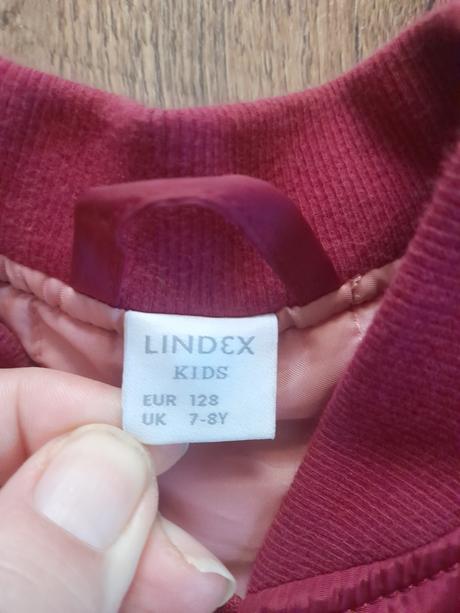 LINDEX
KIDS
EUR 128
UK 7-8Y